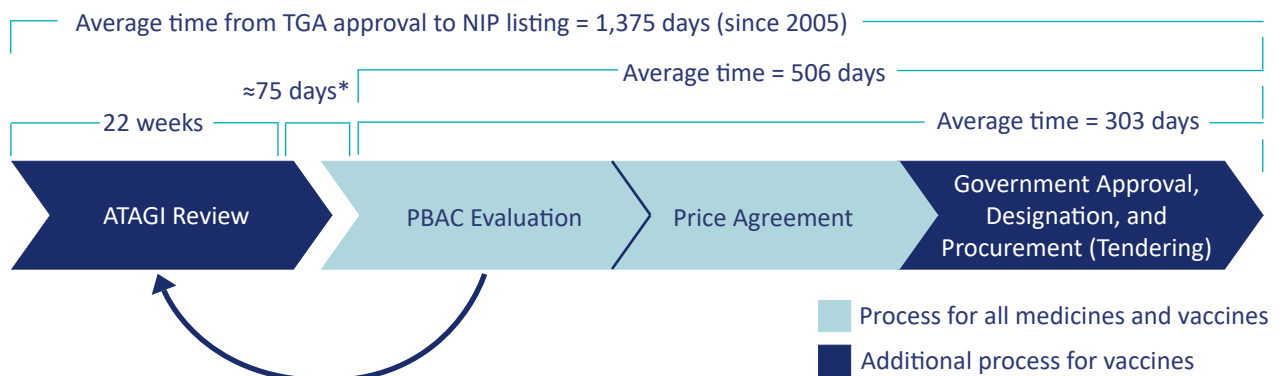 Average time from TGA approval to NIP listing = 1,375 days (since 2005)
Average time = 506 days
≈75 days*
22 weeks
Average time = 303 days
ATAGI Review
PBAC Evaluation
Price Agreement
Government Approval,
Designation, and
Procurement (Tendering)
Process for all medicines and vaccines
Additional process for vaccines